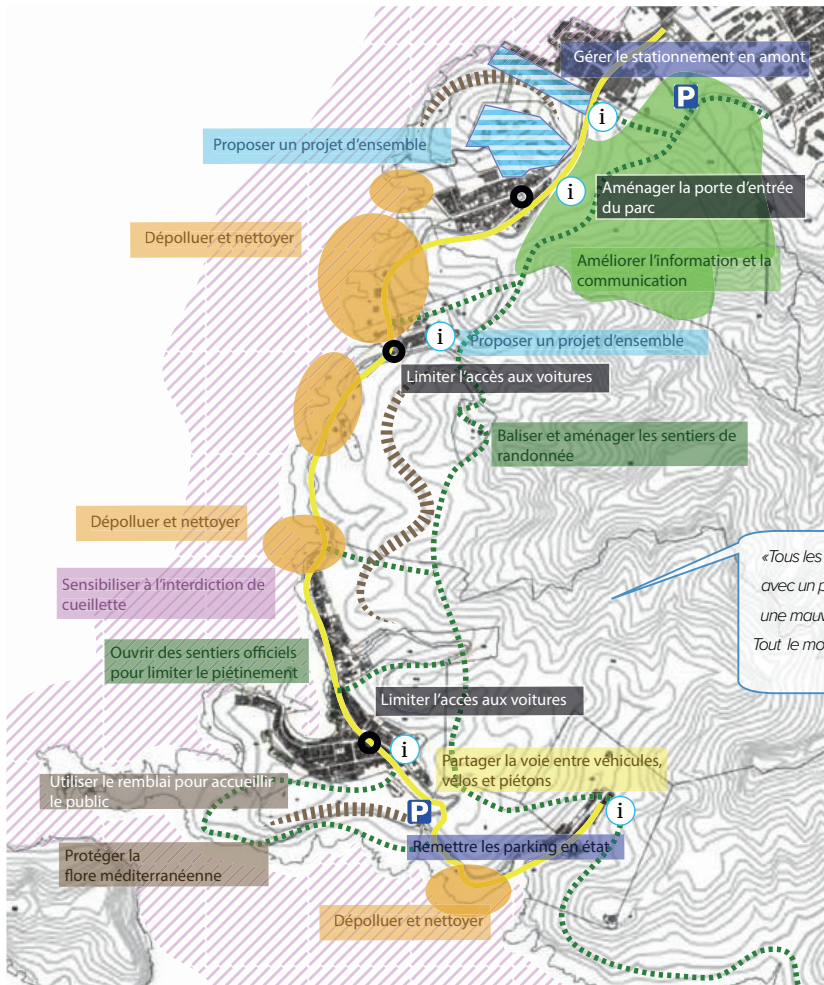 Gérer le stationnement en amont
P
i
Proposer un projet d'ensemble
i
Aménager la porte d'entrée
du parc
Dépolluer et nettoyer
Améliorer l'information et la
communication
i
Proposer un projet d'ensemble
Limiter l'accès aux voitures
Baliser et aménager les sentiers de
randonnée
Dépolluer et nettoyer
«Tous les
avec un p
une mauv
Tout le mo
Sensibiliser à l'interdiction de
cueillette
Ouvrir des sentiers officiels
pour limiter le piétinement
Limiter l'accès aux voitures
i
Partager la voie entre véhicules,
vélos et piétons
Utiliser le remblai pour accueillir
le public
P
i
Remettre les parking en état
Protéger la
flore méditerranéenne
Dépolluer et nettoyer